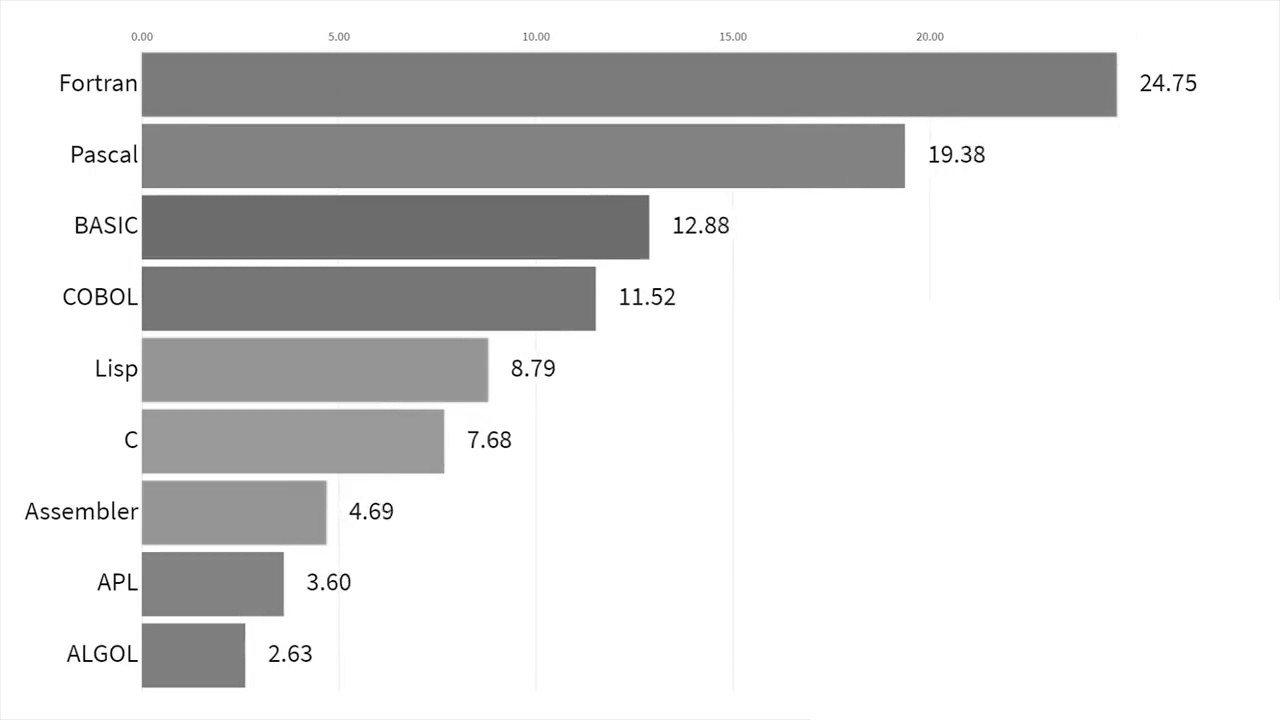 0.00 5.00 10.00 15.00 20.00
Fortran 24.75
Pascal 19.38
BASIC 12.88
COBOL 11.52
Lisp 8.79
C 7.68
Assembler 4.69
APL 3.60
ALGOL 2.63